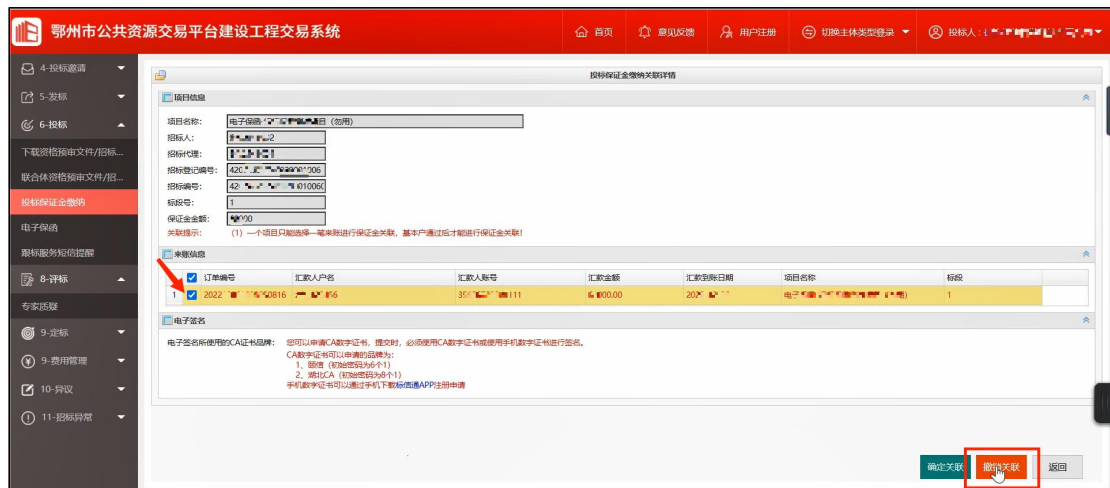 鄂州市公共资源交易平台建设工程交易系统
首页 意见反馈 用户注册 切换主体类型登录 投标人:
4-投标邀请
5-发标
6-投标
下载资格预审文件/招标...
联合体资格预审文件/招...
投标保证金缴纳
电子保函
跟标服务短信提醒
8-评标
专家质疑
9-定标
9-费用管理
10-异议
11-招标异常
投标保证金缴纳关联详情
项目信息
项目名称: 电子保函 (勿用)
招标人:
招标代理:
招标登记编号:
招标编号:
标段号: 1
保证金金额:
关联提示: (1) 一个项目只能选择一笔来账进行保证金关联，基本户通过后才能进行保证金关联!
来账信息
订单编号 汇款人户名 汇款人账号 汇款金额 汇款到账日期 项目名称 标段
1 2022 1
电子签名
电子签名所使用的CA证书品牌: 您可以申请CA数字证书，提交时，必须使用CA数字证书或使用手机数字证书进行签名。
CA数字证书可以申请的品牌为:
1、颐信 (初始密码为6个1)
2、湖北CA (初始密码为8个1)
手机数字证书可以通过手机下载标信通APP注册申请
确定关联 撤销关联 返回